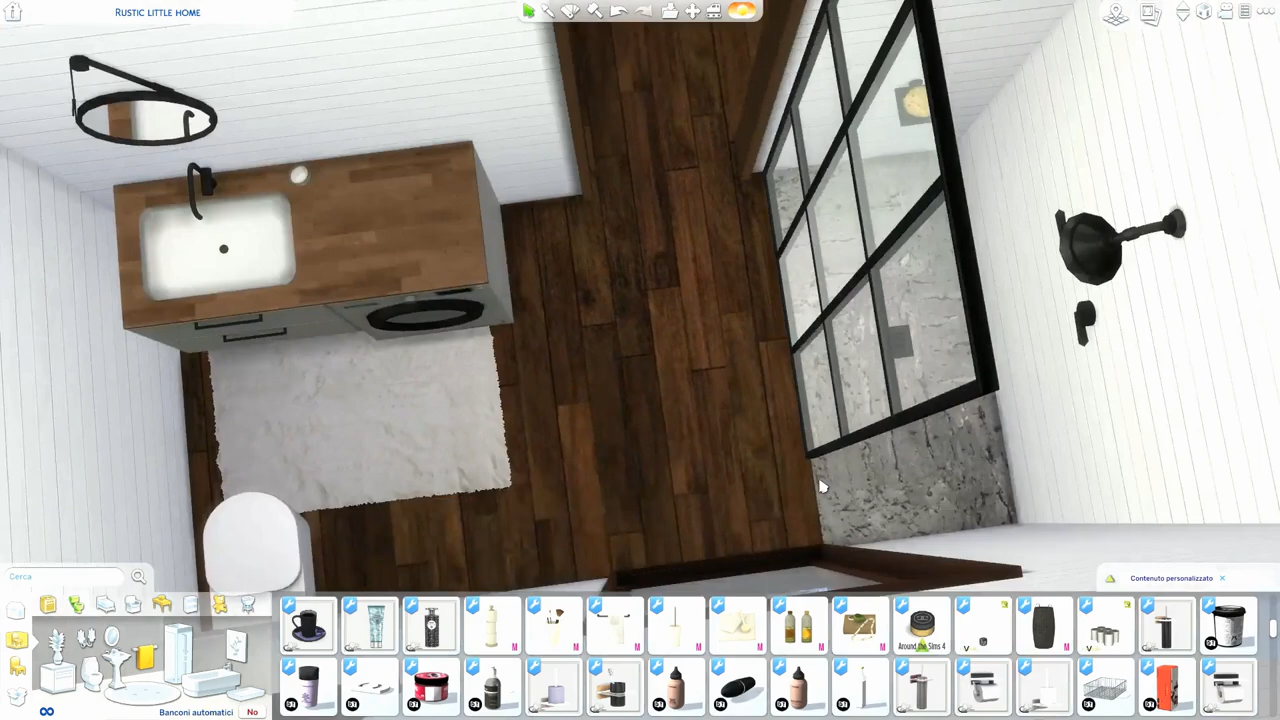 RUSTIC LITTLE HOME
Cerca
Contenuto personalizzato
Around the Sims 4
Banconi automatici No